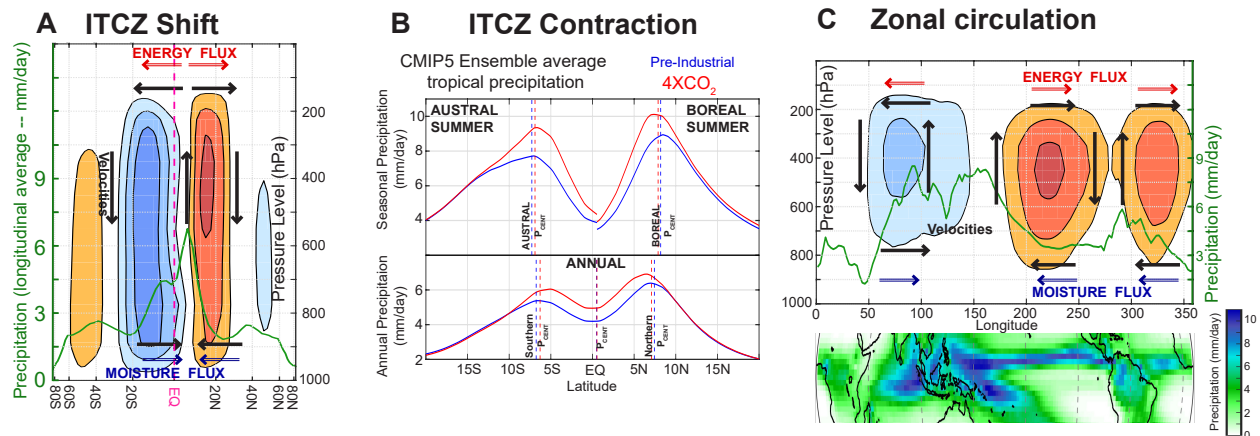 A ITCZ Shift
Precipitation (longitudinal average -- mm/day)
9
6
3
0
ENERGY FLUX
Velocities
MOISTURE FLUX
200
400
600
800
1000
Pressure Level (hPa)
80S 40S 20S EQ 20N 40N 60N 90N
B ITCZ Contraction
CMIP5 Ensemble average
tropical precipitation
Pre-Industrial
4XCO2
Seasonal Precipitation
(mm/day)
10
8
6
4
AUSTRAL
SUMMER
BOREAL
SUMMER
AUSTRAL
PCENT
BOREAL
PCENT
Annual Precipitation
(mm/day)
6
4
2
ANNUAL
Southern
PCENT
PCENT
Northern
PCENT
15S 10S 5S EQ 5N 10N 15N
Latitude
C Zonal circulation
Pressure Level (hPa)
0
200
400
600
800
1000
ENERGY FLUX
Velocities
MOISTURE FLUX
9
6
3
Precipitation (mm/day)
0 50 100 150 200 250 300 350
Longitude
Precipitation (mm/day)
10
8
6
4
2
0